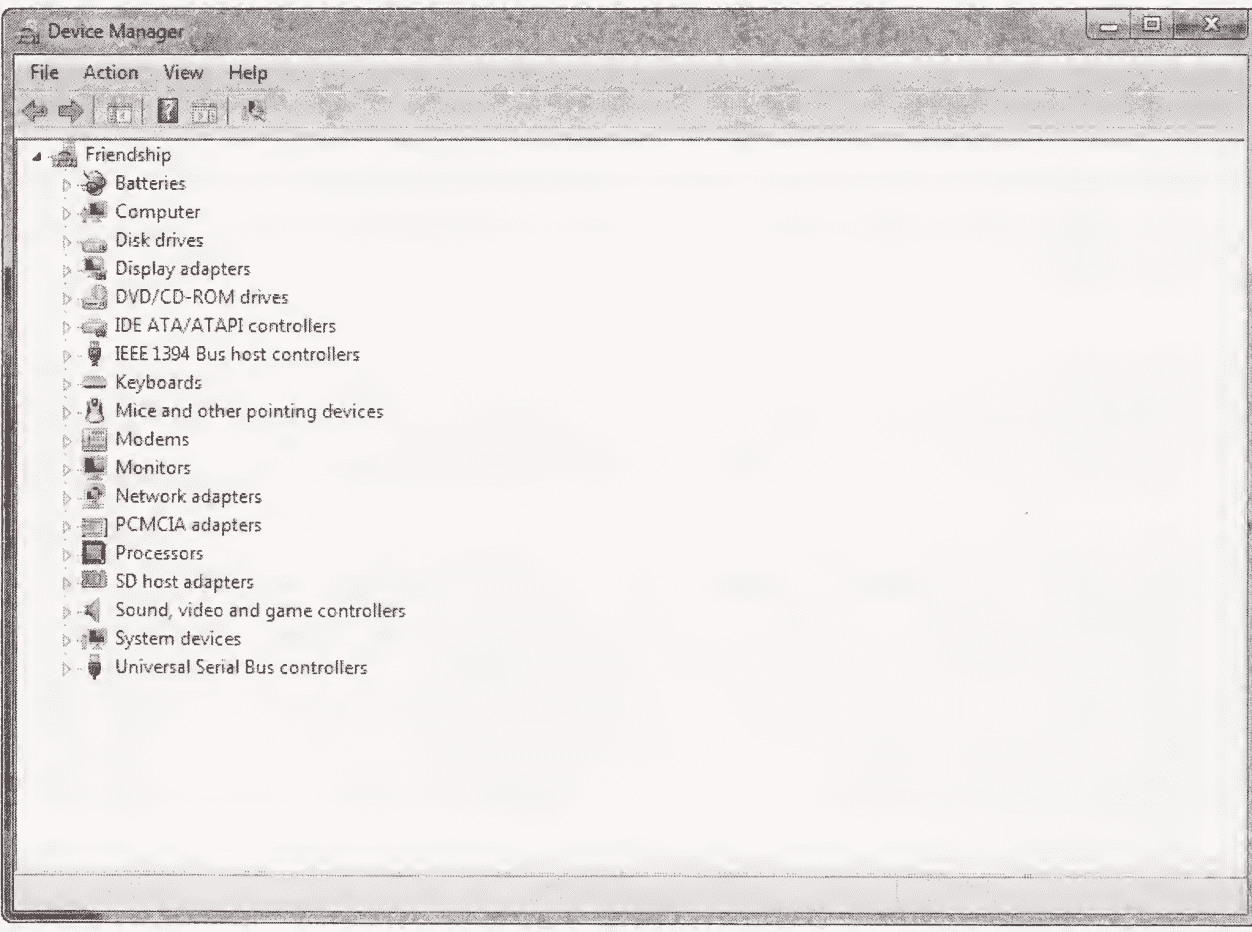 Device Manager
File Action View Help
Friendship
Batteries
Computer
Disk drives
Display adapters
DVD/CD-ROM drives
IDE ATA/ATAPI controllers
IEEE 1394 Bus host controllers
Keyboards
Mice and other pointing devices
Modems
Monitors
Network adapters
PCMCIA adapters
Processors
SD host adapters
Sound, video and game controllers
System devices
Universal Serial Bus controllers